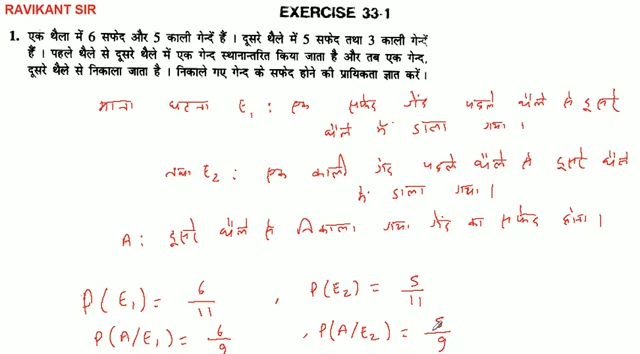 RAVIKANT SIR
EXERCISE 33·1
1. एक थैला में 6 सफेद और 5 काली गेन्दें हैं । दूसरे थैले में 5 सफेद तथा 3 काली गेन्दें
हैं । पहले थैले से दूसरे थैले में एक गेन्द स्थानान्तरित किया जाता है और तब एक गेन्द,
दूसरे थैले से निकाला जाता है । निकाले गए गेन्द के सफेद होने की प्रायिकता ज्ञात करें ।
माना घटना E₁ : एक सफेद गेंद पहले थैले से दूसरे
थैले में डाला गया ।
तथा E₂ : एक काली गेंद पहले थैले से दूसरे थैले
में डाला गया ।
A : दूसरे थैले से निकाला गया गेंद का सफेद होना ।
P(E₁) = 6/11 , P(E₂) = 5/11
P(A/E₁) = 6/9 , P(A/E₂) = 5/9